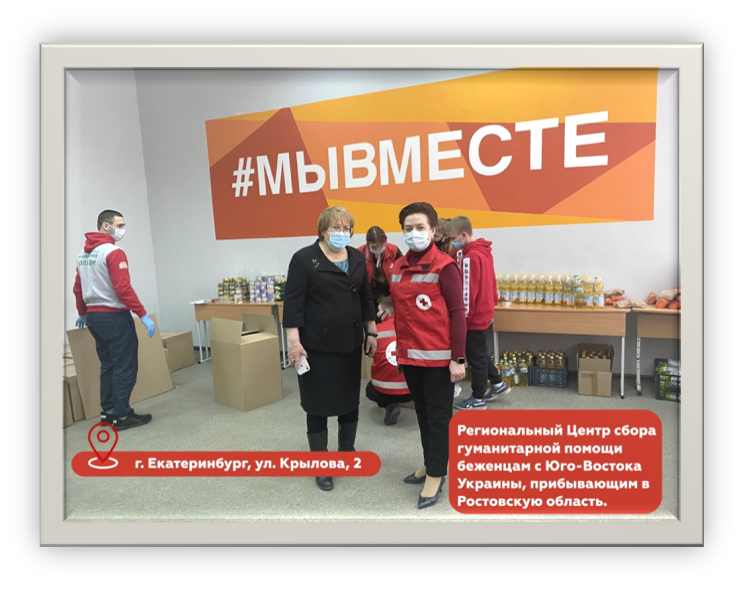 #МЫВМЕСТЕ
г. Екатеринбург, ул. Крылова, 2
Региональный Центр сбора
гуманитарной помощи
беженцам с Юго-Востока
Украины, прибывающим в
Ростовскую область.